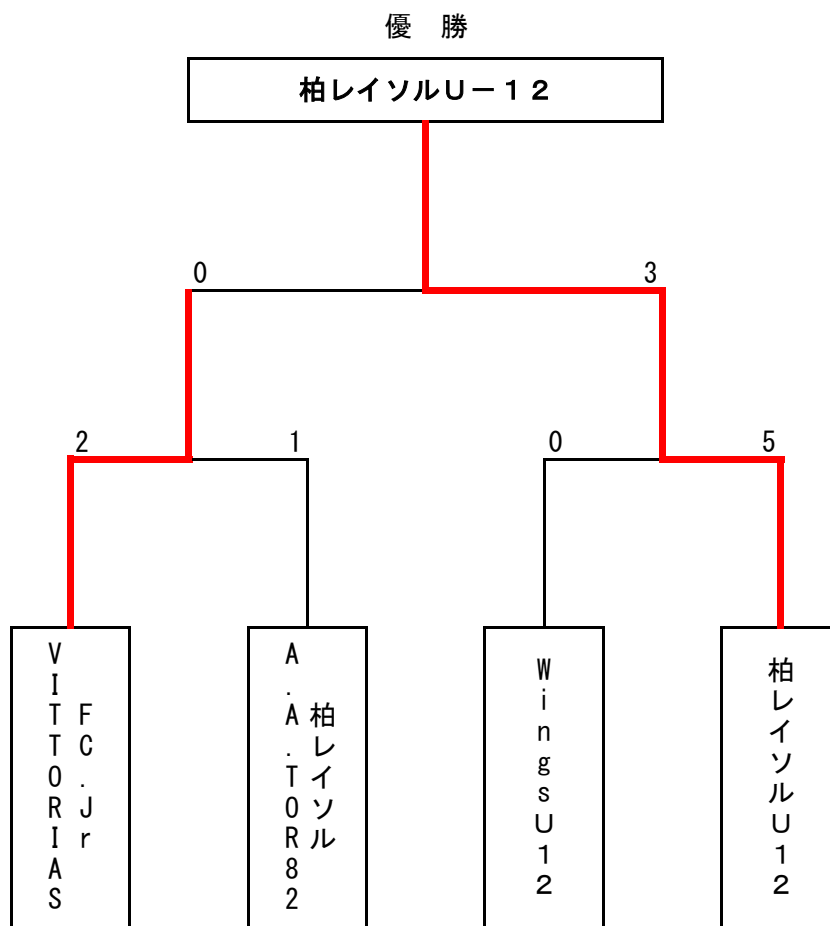 優 勝
柏レイソルU－１２
0
3
2
1
0
5
FC.Jr
VITTORIAS
柏レイソル
A.A.TOR82
WingsU12
柏レイソルU12